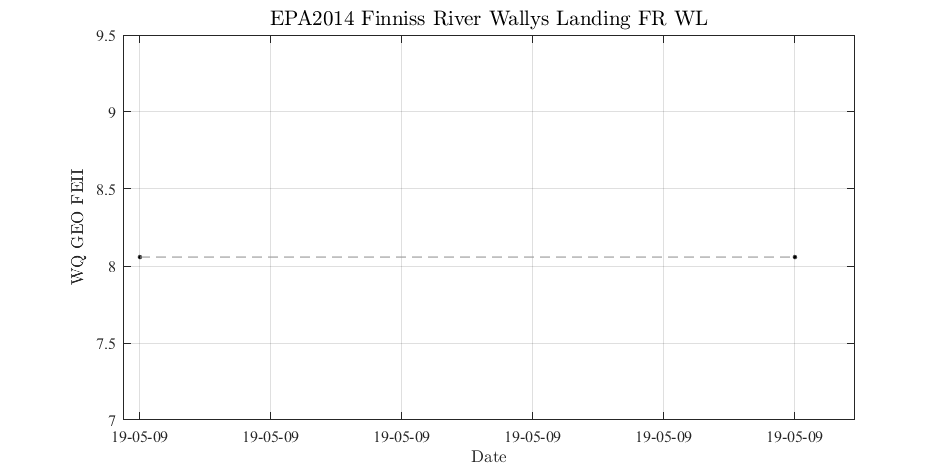 EPA2014 Finniss River Wallys Landing FR WL
9.5
9
8.5
8
7.5
7
WQ GEO FEII
19-05-09 19-05-09 19-05-09 19-05-09 19-05-09 19-05-09
Date